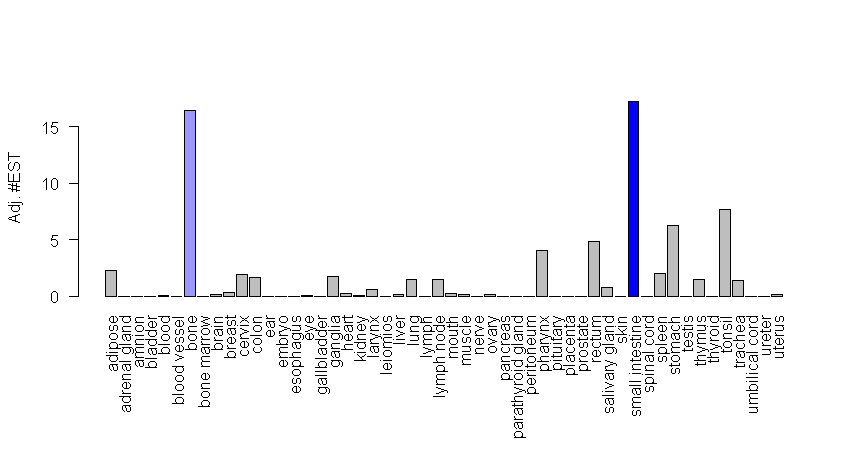 Adj. #EST
15
10
5
0
adipose
adrenal gland
amnion
bladder
blood
blood vessel
bone
bone marrow
brain
breast
cervix
colon
ear
embryo
esophagus
eye
gallbladder
ganglia
heart
kidney
larynx
leiomios
liver
lung
lymph
lymph node
mouth
muscle
nerve
ovary
pancreas
parathyroid gland
peritoneum
pharynx
pituitary
placenta
prostate
rectum
salivary gland
skin
small intestine
spinal cord
spleen
stomach
testis
thymus
thyroid
tonsil
trachea
umbilical cord
ureter
uterus